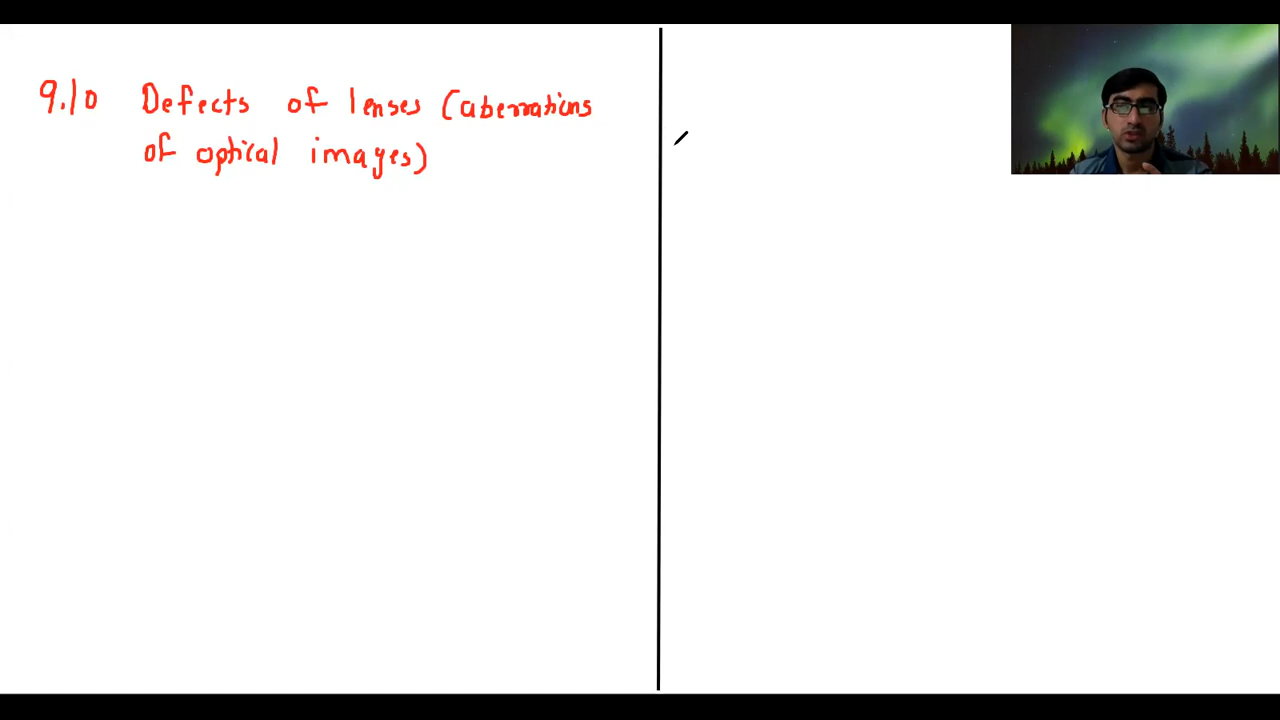 9.10 Defects of lenses (aberrations
of optical images)